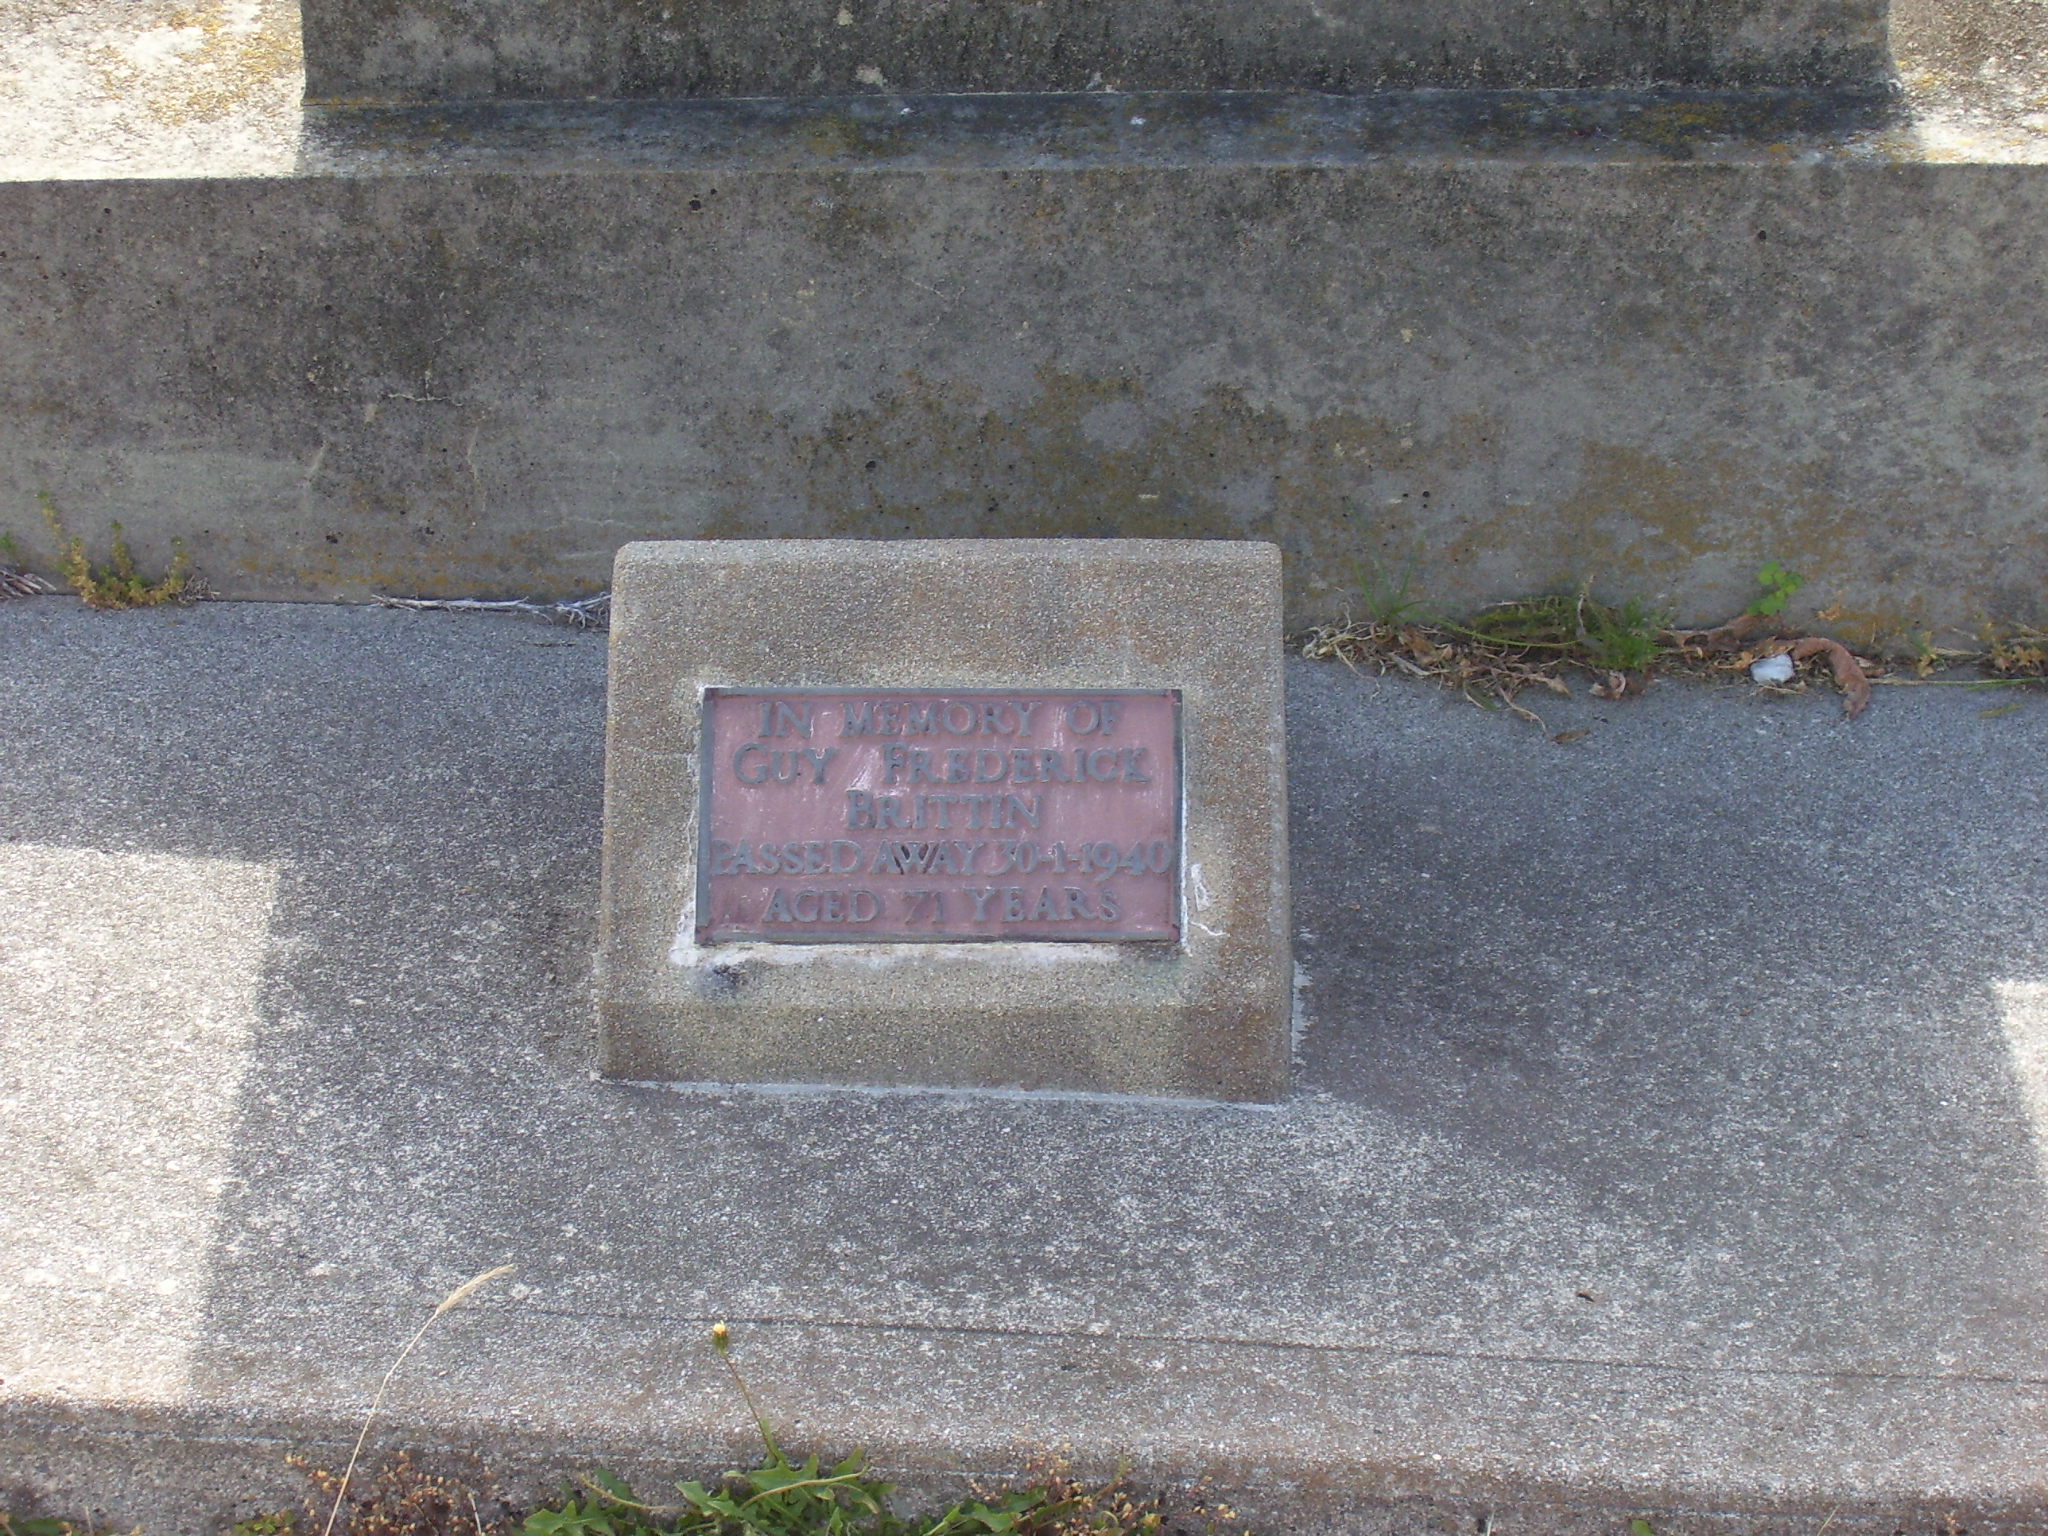 IN MEMORY OF
GUY FREDERICK
BRITTIN
PASSED AWAY 30-1-1940
AGED 71 YEARS